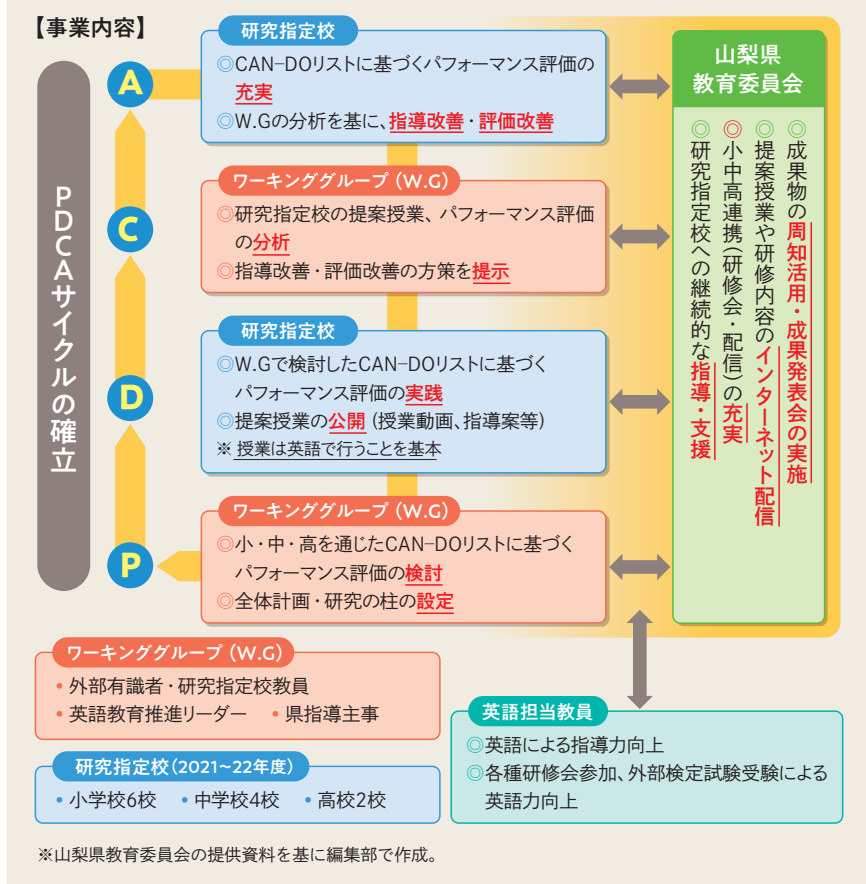 【事業内容】
PDCAサイクルの確立
A
研究指定校
◎CAN−DOリストに基づくパフォーマンス評価の
充実
◎W.Gの分析を基に、指導改善・評価改善
C
ワーキンググループ（W.G）
◎研究指定校の提案授業、パフォーマンス評価
の分析
◎指導改善・評価改善の方策を提示
D
研究指定校
◎W.Gで検討したCAN−DOリストに基づく
パフォーマンス評価の実践
◎提案授業の公開（授業動画、指導案等）
※ 授業は英語で行うことを基本
P
ワーキンググループ（W.G）
◎小・中・高を通じたCAN−DOリストに基づく
パフォーマンス評価の検討
◎全体計画・研究の柱の設定
山梨県
教育委員会
◎成果物の周知活用・成果発表会の実施
◎提案授業や研修内容のインターネット配信
◎小中高連携（研修会・配信）の充実
◎研究指定校への継続的な指導・支援
ワーキンググループ（W.G）
• 外部有識者・研究指定校教員
• 英語教育推進リーダー • 県指導主事
研究指定校（2021〜22年度）
• 小学校6校 • 中学校4校 • 高校2校
英語担当教員
◎英語による指導力向上
◎各種研修会参加、外部検定試験受験による
英語力向上
※山梨県教育委員会の提供資料を基に編集部で作成。